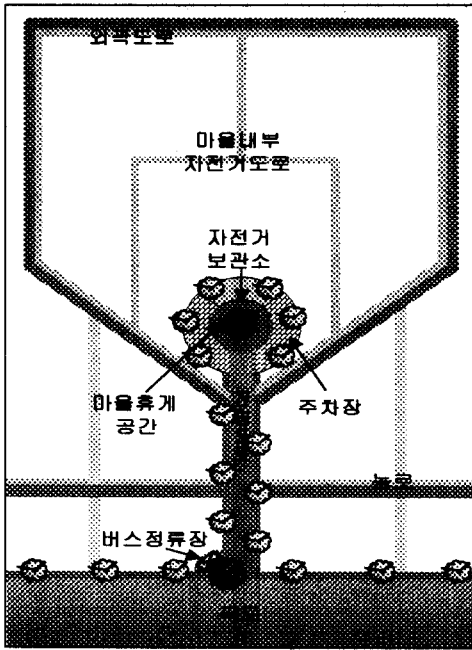 외곽도로
마을내부
자전거도로
자전거
보관소
마을휴게
공간
주차장
농로
버스정류장